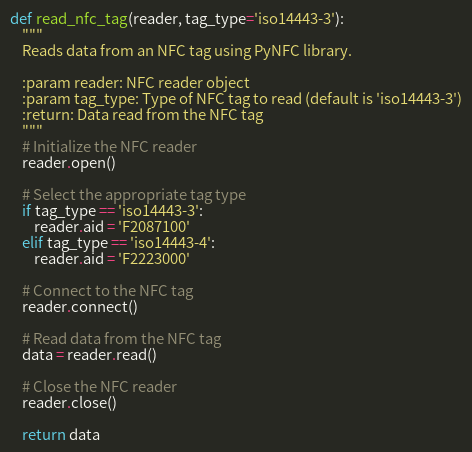 def read_nfc_tag(reader, tag_type='iso14443-3'):
    """
    Reads data from an NFC tag using PyNFC library.

    :param reader: NFC reader object
    :param tag_type: Type of NFC tag to read (default is 'iso14443-3')
    :return: Data read from the NFC tag
    """
    # Initialize the NFC reader
    reader.open()

    # Select the appropriate tag type
    if tag_type == 'iso14443-3':
        reader.aid = 'F2087100'
    elif tag_type == 'iso14443-4':
        reader.aid = 'F2223000'

    # Connect to the NFC tag
    reader.connect()

    # Read data from the NFC tag
    data = reader.read()

    # Close the NFC reader
    reader.close()

    return data